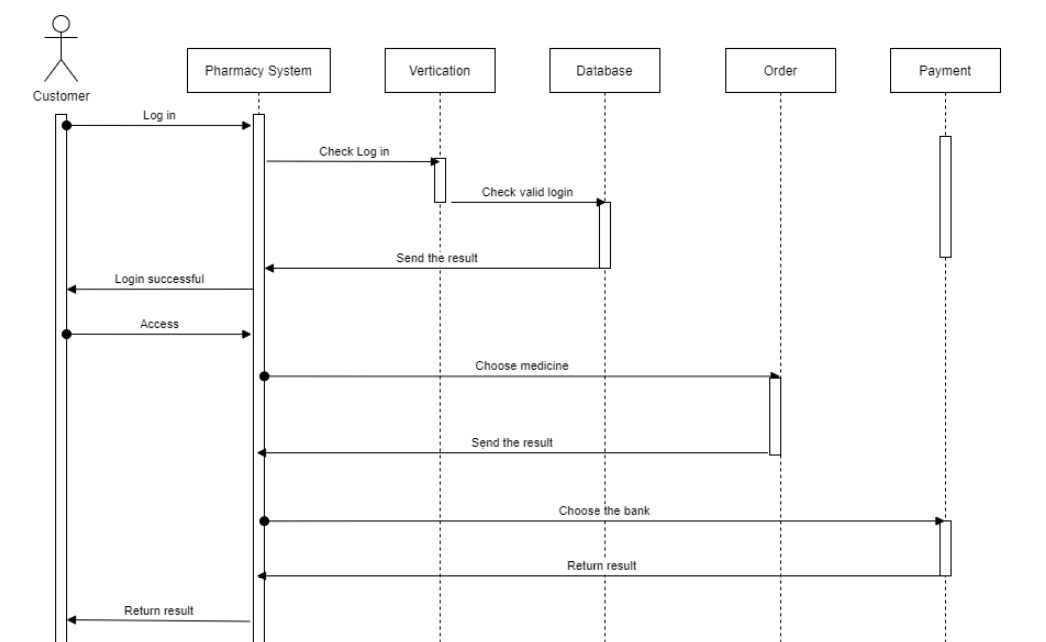 Customer
Pharmacy System
Vertication
Database
Order
Payment
Log in
Check Log in
Check valid login
Send the result
Login successful
Access
Choose medicine
Send the result
Choose the bank
Return result
Return result